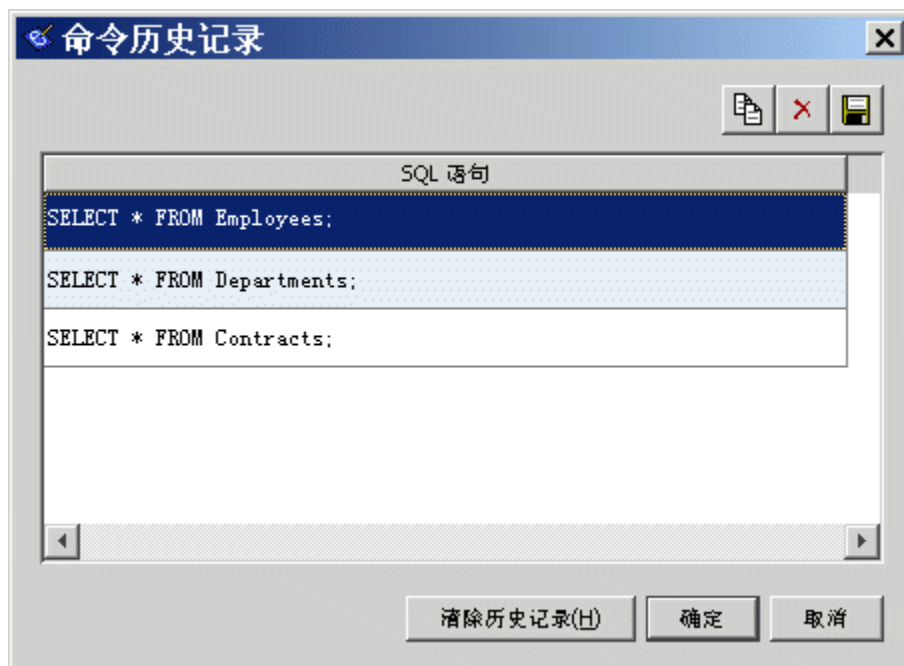 命令历史记录
SQL 语句
SELECT * FROM Employees;
SELECT * FROM Departments;
SELECT * FROM Contracts;
清除历史记录(H) 确定 取消